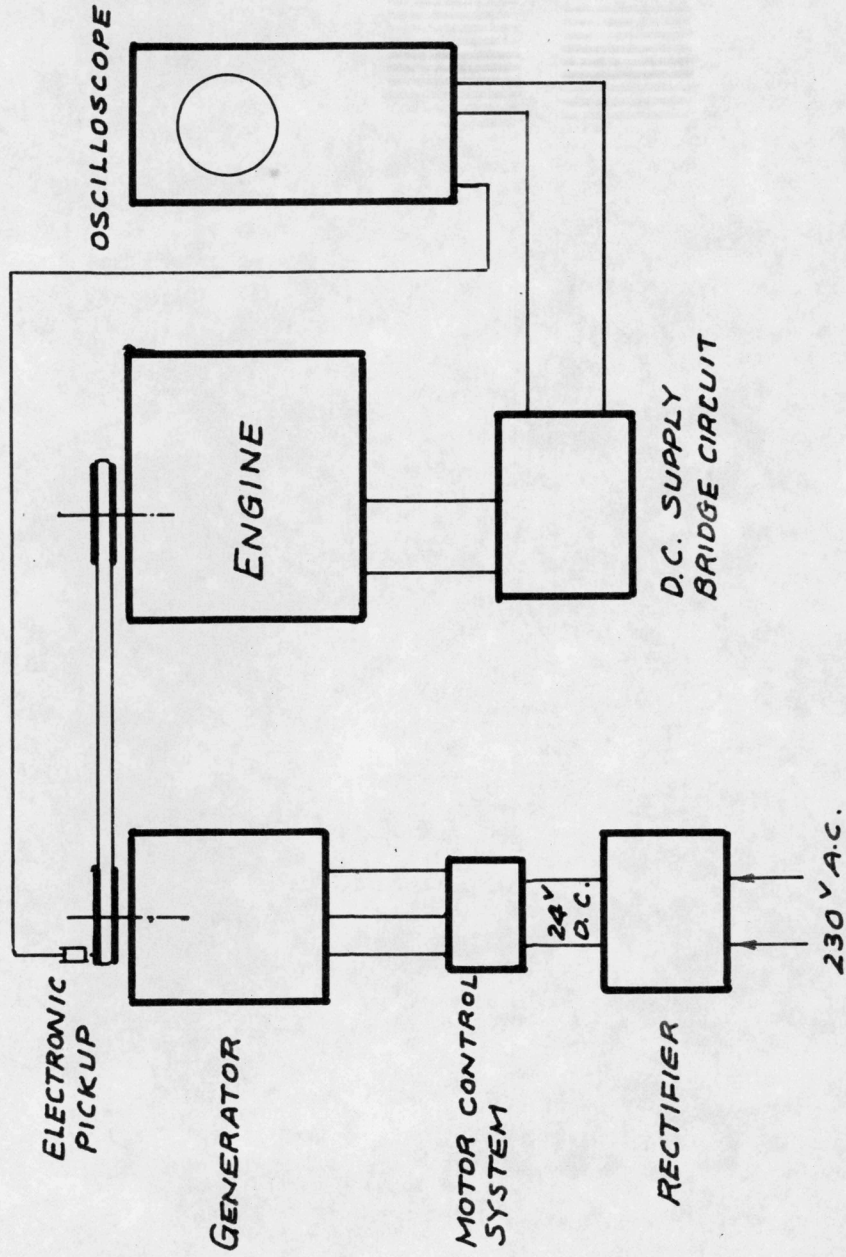 ELECTRONIC
PICKUP
OSCILLOSCOPE
GENERATOR
ENGINE
MOTOR CONTROL
SYSTEM
24V
D.C.
D.C. SUPPLY
BRIDGE CIRCUIT
RECTIFIER
230V A.C.